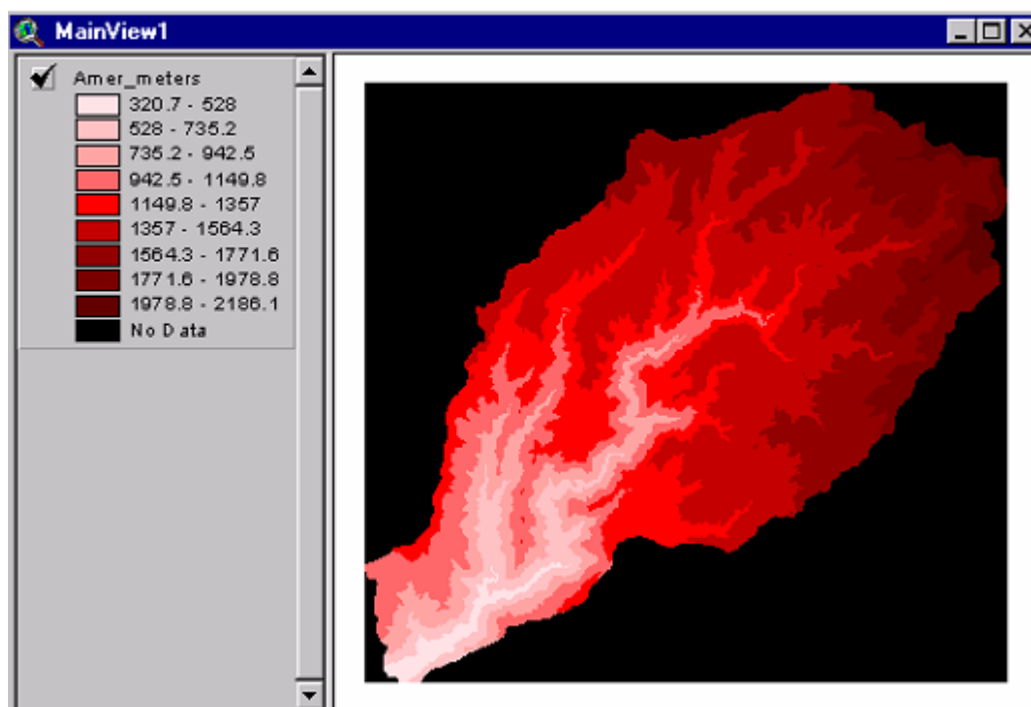 MainView1
Amer_meters
320.7 - 528
528 - 735.2
735.2 - 942.5
942.5 - 1149.8
1149.8 - 1357
1357 - 1564.3
1564.3 - 1771.6
1771.6 - 1978.8
1978.8 - 2186.1
No Data